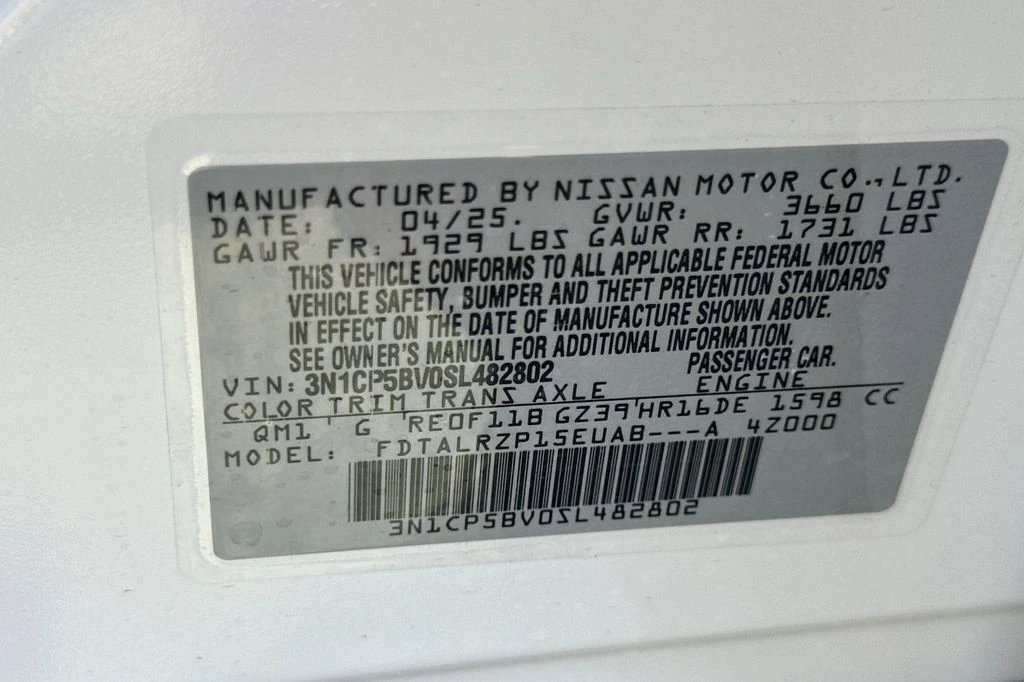 MANUFACTURED BY NISSAN MOTOR CO.,LTD.
DATE: 04/25. GVWR: 3660 LBS
GAWR FR: 1929 LBS GAWR RR: 1731 LBS
THIS VEHICLE CONFORMS TO ALL APPLICABLE FEDERAL MOTOR
VEHICLE SAFETY, BUMPER AND THEFT PREVENTION STANDARDS
IN EFFECT ON THE DATE OF MANUFACTURE SHOWN ABOVE.
SEE OWNER'S MANUAL FOR ADDITIONAL INFORMATION.
VIN: 3N1CP5BV0SL482802 PASSENGER CAR.
COLOR TRIM TRANS AXLE ENGINE
QM1 G RE0F11B GZ39 HR16DE 1598 CC
MODEL: FDTALRZP15EUAB---A 4Z000
3N1CP5BV0SL482802